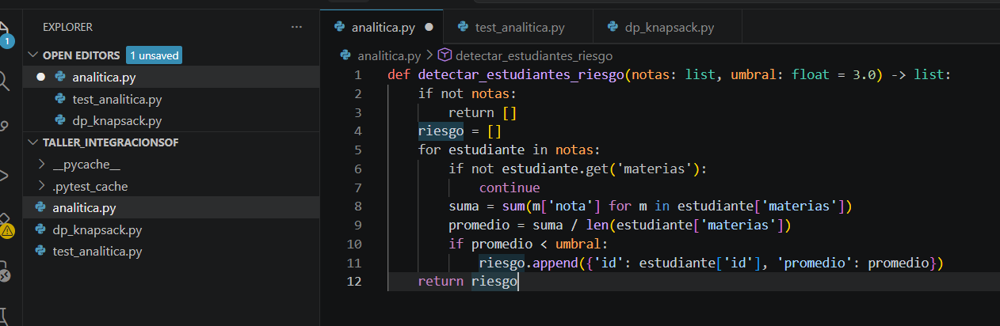 EXPLORER
...
OPEN EDITORS 1 unsaved
analitica.py
test_analitica.py
dp_knapsack.py
TALLER_INTEGRACIONSOF
__pycache__
.pytest_cache
analitica.py
dp_knapsack.py
test_analitica.py
1
analitica.py test_analitica.py dp_knapsack.py
analitica.py > detectar_estudiantes_riesgo
1 def detectar_estudiantes_riesgo(notas: list, umbral: float = 3.0) -> list:
2     if not notas:
3         return []
4     riesgo = []
5     for estudiante in notas:
6         if not estudiante.get('materias'):
7             continue
8         suma = sum(m['nota'] for m in estudiante['materias'])
9         promedio = suma / len(estudiante['materias'])
10         if promedio < umbral:
11             riesgo.append({'id': estudiante['id'], 'promedio': promedio})
12     return riesgo